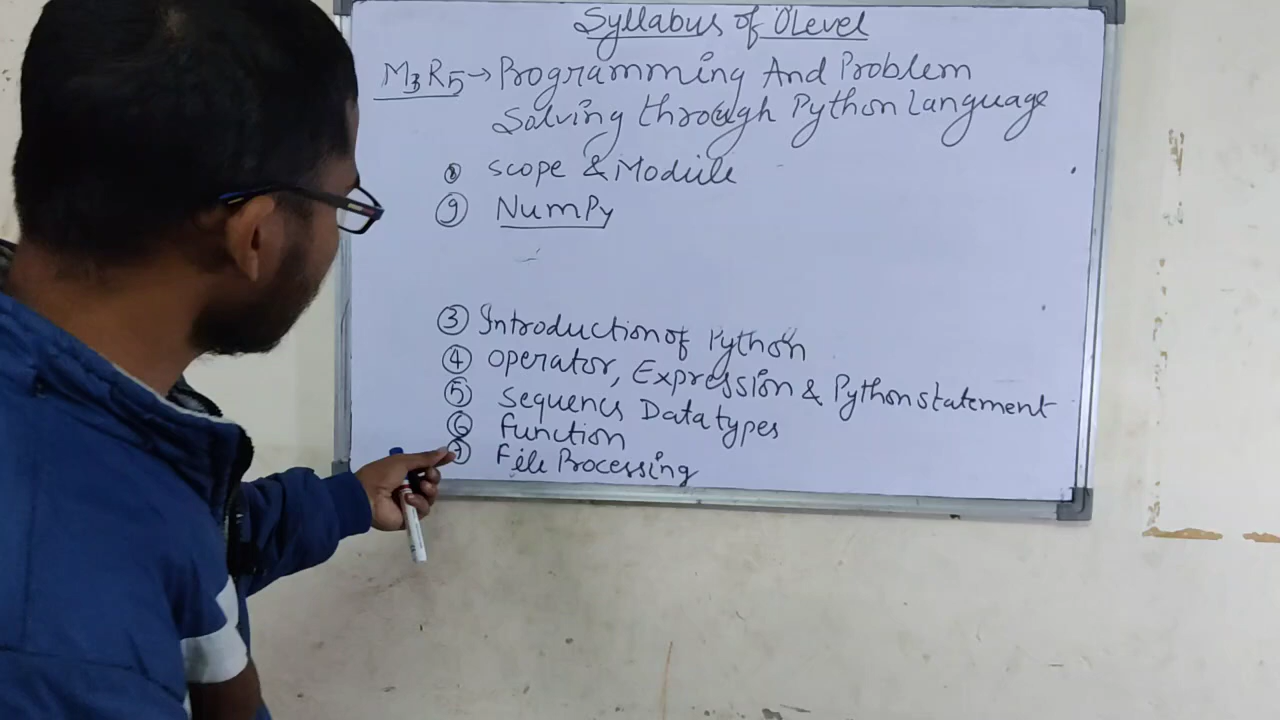 Syllabus of O'Level
M3R5→Programming And Problem
Solving through Python Language
⑧ Scope & Module
⑨ NumPy
③ Introduction of Python
④ Operator, Expression & Python statement
⑤ Sequence Data types
⑥ Function
⑦ File Processing